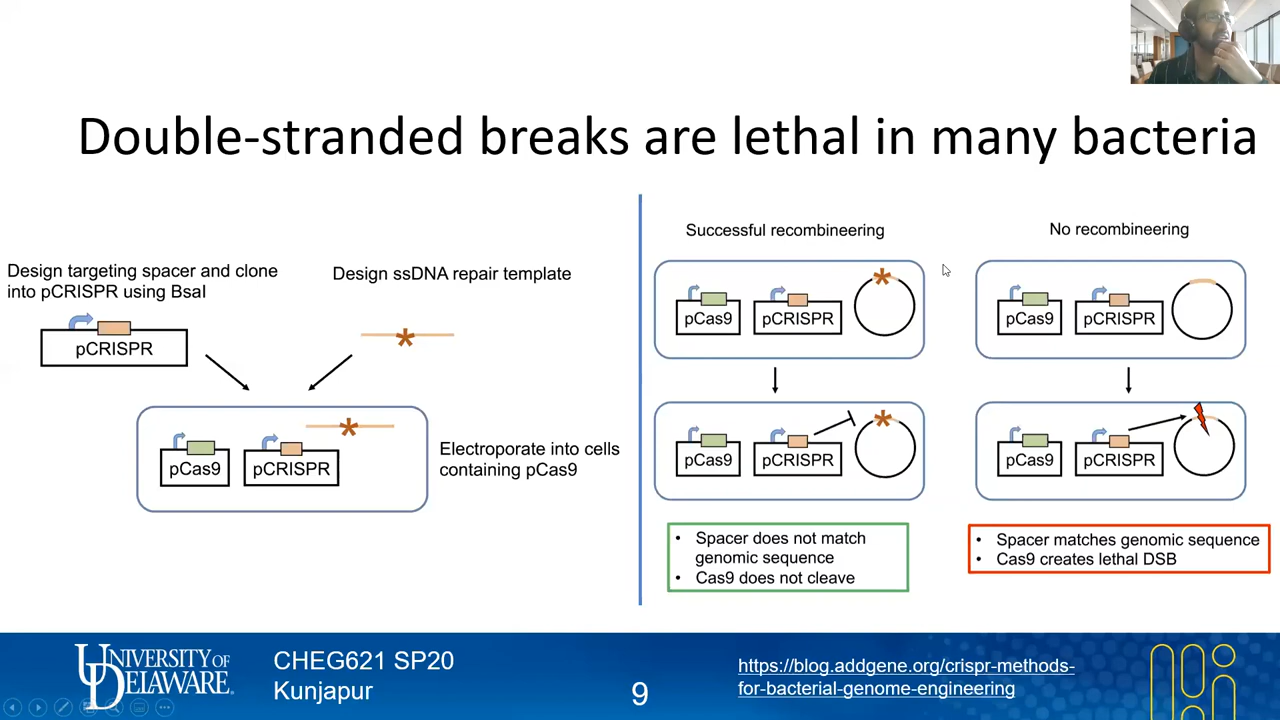 Double-stranded breaks are lethal in many bacteria
Design targeting spacer and clone
into pCRISPR using BsaI
Design ssDNA repair template
pCRISPR
*
*
pCas9
pCRISPR
Electroporate into cells
containing pCas9
Successful recombineering
*
pCas9
pCRISPR
*
pCas9
pCRISPR
• Spacer does not match
genomic sequence
• Cas9 does not cleave
No recombineering
pCas9
pCRISPR
pCas9
pCRISPR
• Spacer matches genomic sequence
• Cas9 creates lethal DSB
UNIVERSITY OF
DELAWARE
CHEG621 SP20
Kunjapur
9
https://blog.addgene.org/crispr-methods-
for-bacterial-genome-engineering